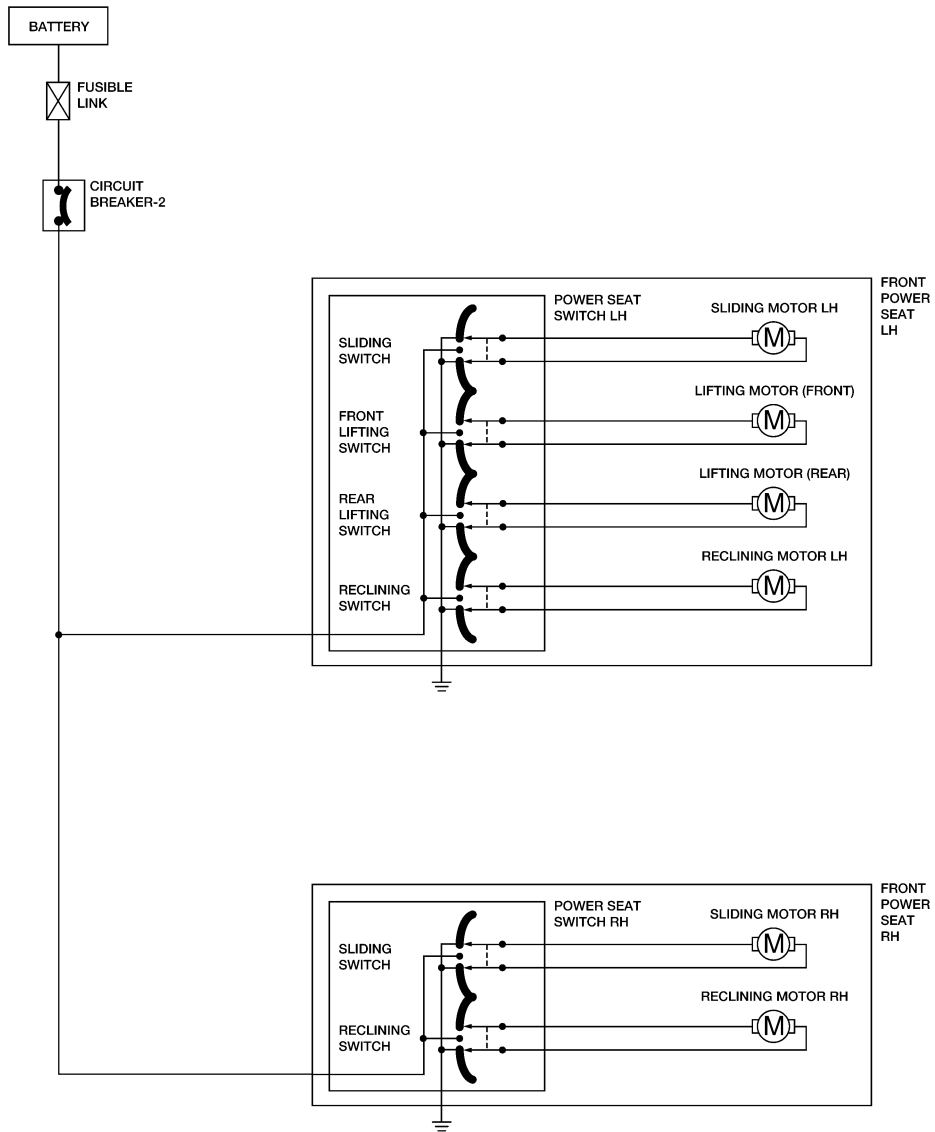 BATTERY
FUSIBLE
LINK
CIRCUIT
BREAKER-2
FRONT
POWER
SEAT
LH
POWER SEAT
SWITCH LH
SLIDING MOTOR LH
M
SLIDING
SWITCH
LIFTING MOTOR (FRONT)
M
FRONT
LIFTING
SWITCH
LIFTING MOTOR (REAR)
M
REAR
LIFTING
SWITCH
RECLINING MOTOR LH
M
RECLINING
SWITCH
FRONT
POWER
SEAT
RH
POWER SEAT
SWITCH RH
SLIDING MOTOR RH
M
SLIDING
SWITCH
RECLINING MOTOR RH
M
RECLINING
SWITCH